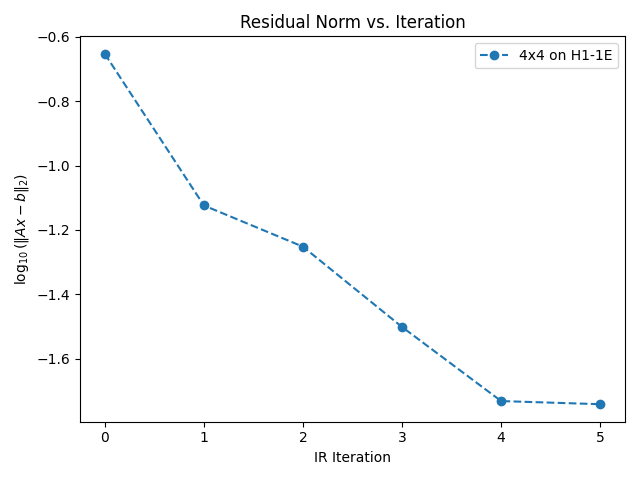 Residual Norm vs. Iteration
4x4 on H1-1E
log₁₀(‖Ax − b‖₂)
−0.6
−0.8
−1.0
−1.2
−1.4
−1.6
0 1 2 3 4 5
IR Iteration